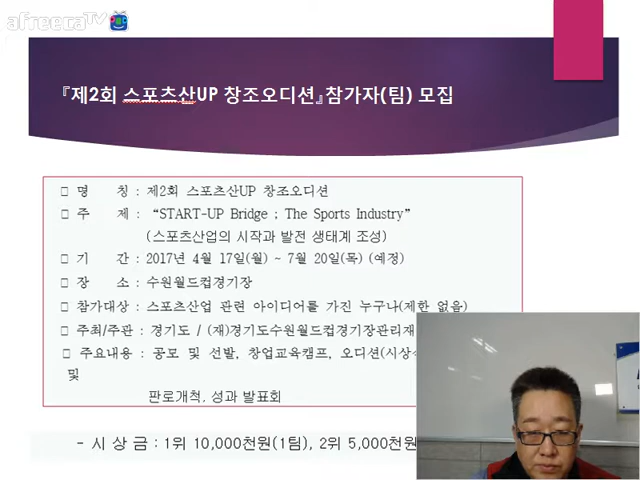 afreecaTV
『제2회 스포츠산UP 창조오디션』참가자(팀) 모집
□ 명 칭 : 제2회 스포츠산UP 창조오디션
□ 주 제 : “START-UP Bridge ; The Sports Industry”
(스포츠산업의 시작과 발전 생태계 조성)
□ 기 간 : 2017년 4월 17일(월) ~ 7월 20일(목) (예정)
□ 장 소 : 수원월드컵경기장
□ 참가대상 : 스포츠산업 관련 아이디어를 가진 누구나(제한 없음)
□ 주최/주관 : 경기도 / (재)경기도수원월드컵경기장관리재
□ 주요내용 : 공모 및 선발, 창업교육캠프, 오디션(시상
및
판로개척, 성과 발표회
- 시 상 금 : 1위 10,000천원(1팀), 2위 5,000천원